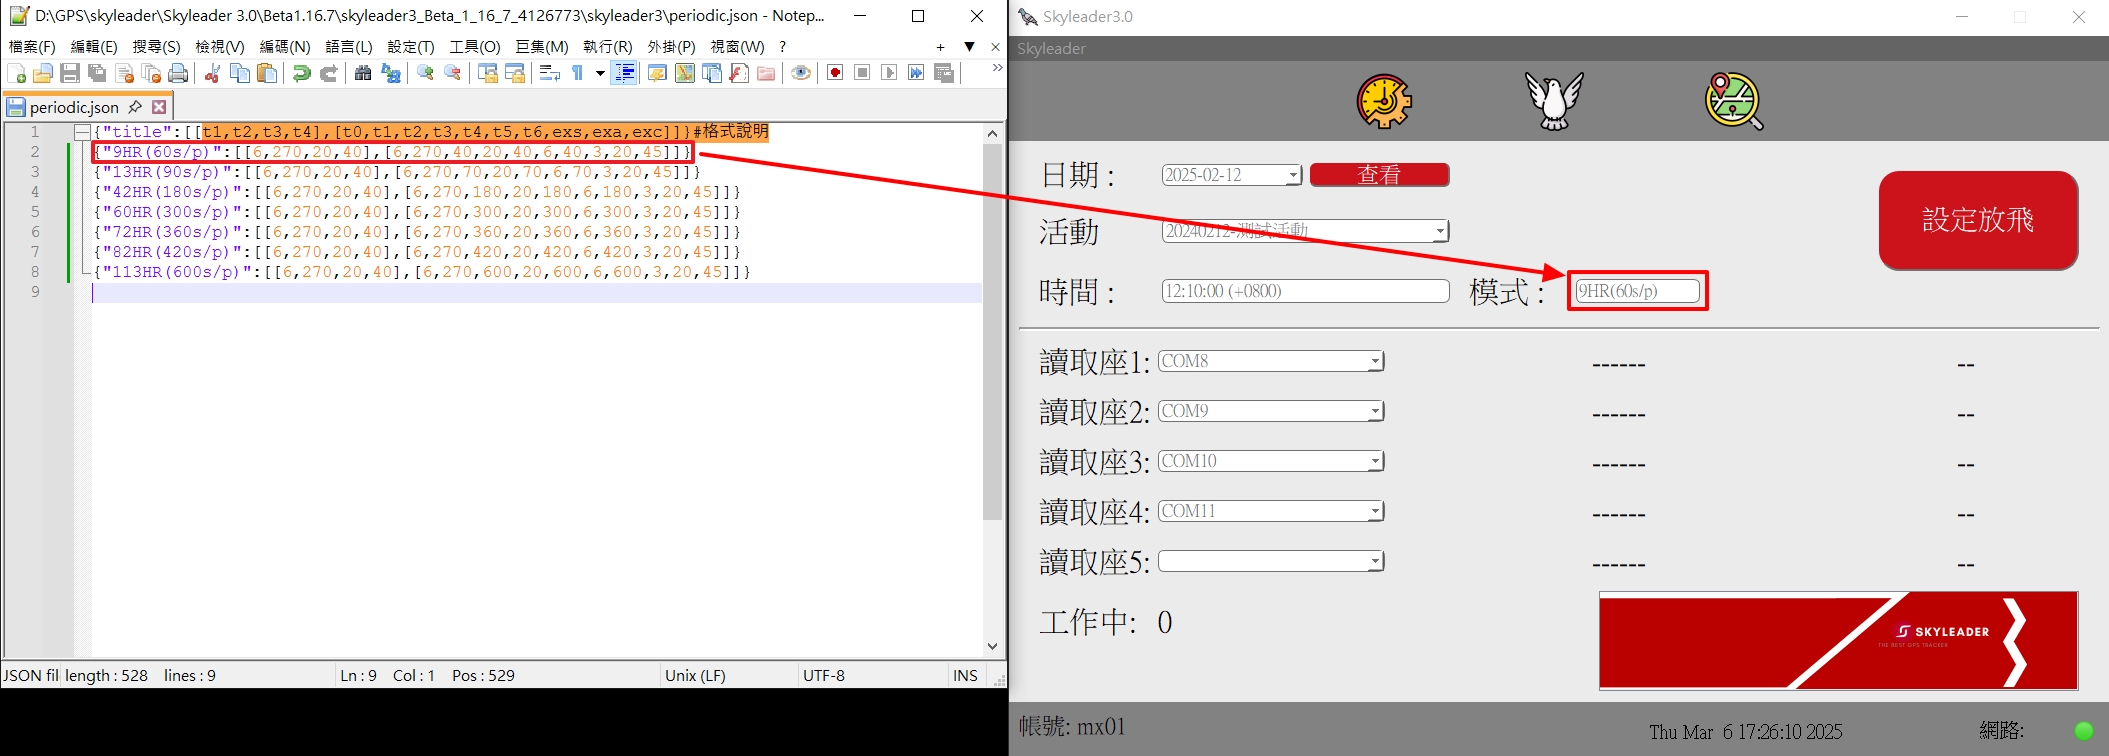 D:\GPS\skyleader\Skyleader 3.0\Beta1.16.7\skyleader3_Beta_1_16_7_4126773\skyleader3\periodic.json - Notep...
檔案(F) 編輯(E) 搜尋(S) 檢視(V) 編碼(N) 語言(L) 設定(T) 工具(O) 巨集(M) 執行(R) 外掛(P) 視窗(W) ?
periodic.json
1 {"title":[[t1,t2,t3,t4],[t0,t1,t2,t3,t4,t5,t6,exs,exa,exc]]}#格式說明
2 {"9HR(60s/p)":[[6,270,20,40],[6,270,40,20,40,6,40,3,20,45]]}
3 {"13HR(90s/p)":[[6,270,20,40],[6,270,70,20,70,6,70,3,20,45]]}
4 {"42HR(180s/p)":[[6,270,20,40],[6,270,180,20,180,6,180,3,20,45]]}
5 {"60HR(300s/p)":[[6,270,20,40],[6,270,300,20,300,6,300,3,20,45]]}
6 {"72HR(360s/p)":[[6,270,20,40],[6,270,360,20,360,6,360,3,20,45]]}
7 {"82HR(420s/p)":[[6,270,20,40],[6,270,420,20,420,6,420,3,20,45]]}
8 {"113HR(600s/p)":[[6,270,20,40],[6,270,600,20,600,6,600,3,20,45]]}
9
JSON fil length : 528 lines : 9 Ln : 9 Col : 1 Pos : 529 Unix (LF) UTF-8 INS
Skyleader3.0
Skyleader
日期 : 2025-02-12 查看
設定放飛
活動 20240212-測試活動
時間 : 12:10:00 (+0800) 模式 : 9HR(60s/p)
讀取座1: COM8 ------ --
讀取座2: COM9 ------ --
讀取座3: COM10 ------ --
讀取座4: COM11 ------ --
讀取座5: ------ --
工作中: 0
SKYLEADER
THE BEST GPS TRACKER
帳號: mx01
Thu Mar 6 17:26:10 2025
網路: